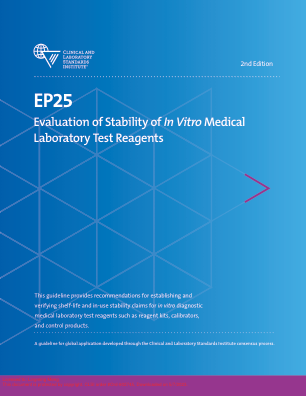 CLINICAL AND
LABORATORY
STANDARDS
INSTITUTE®
2nd Edition
EP25
Evaluation of Stability of In Vitro Medical
Laboratory Test Reagents
This guideline provides recommendations for establishing and
verifying shelf-life and in-use stability claims for in vitro diagnostic
medical laboratory test reagents such as reagent kits, calibrators,
and control products.
A guideline for global application developed through the Clinical and Laboratory Standards Institute consensus process